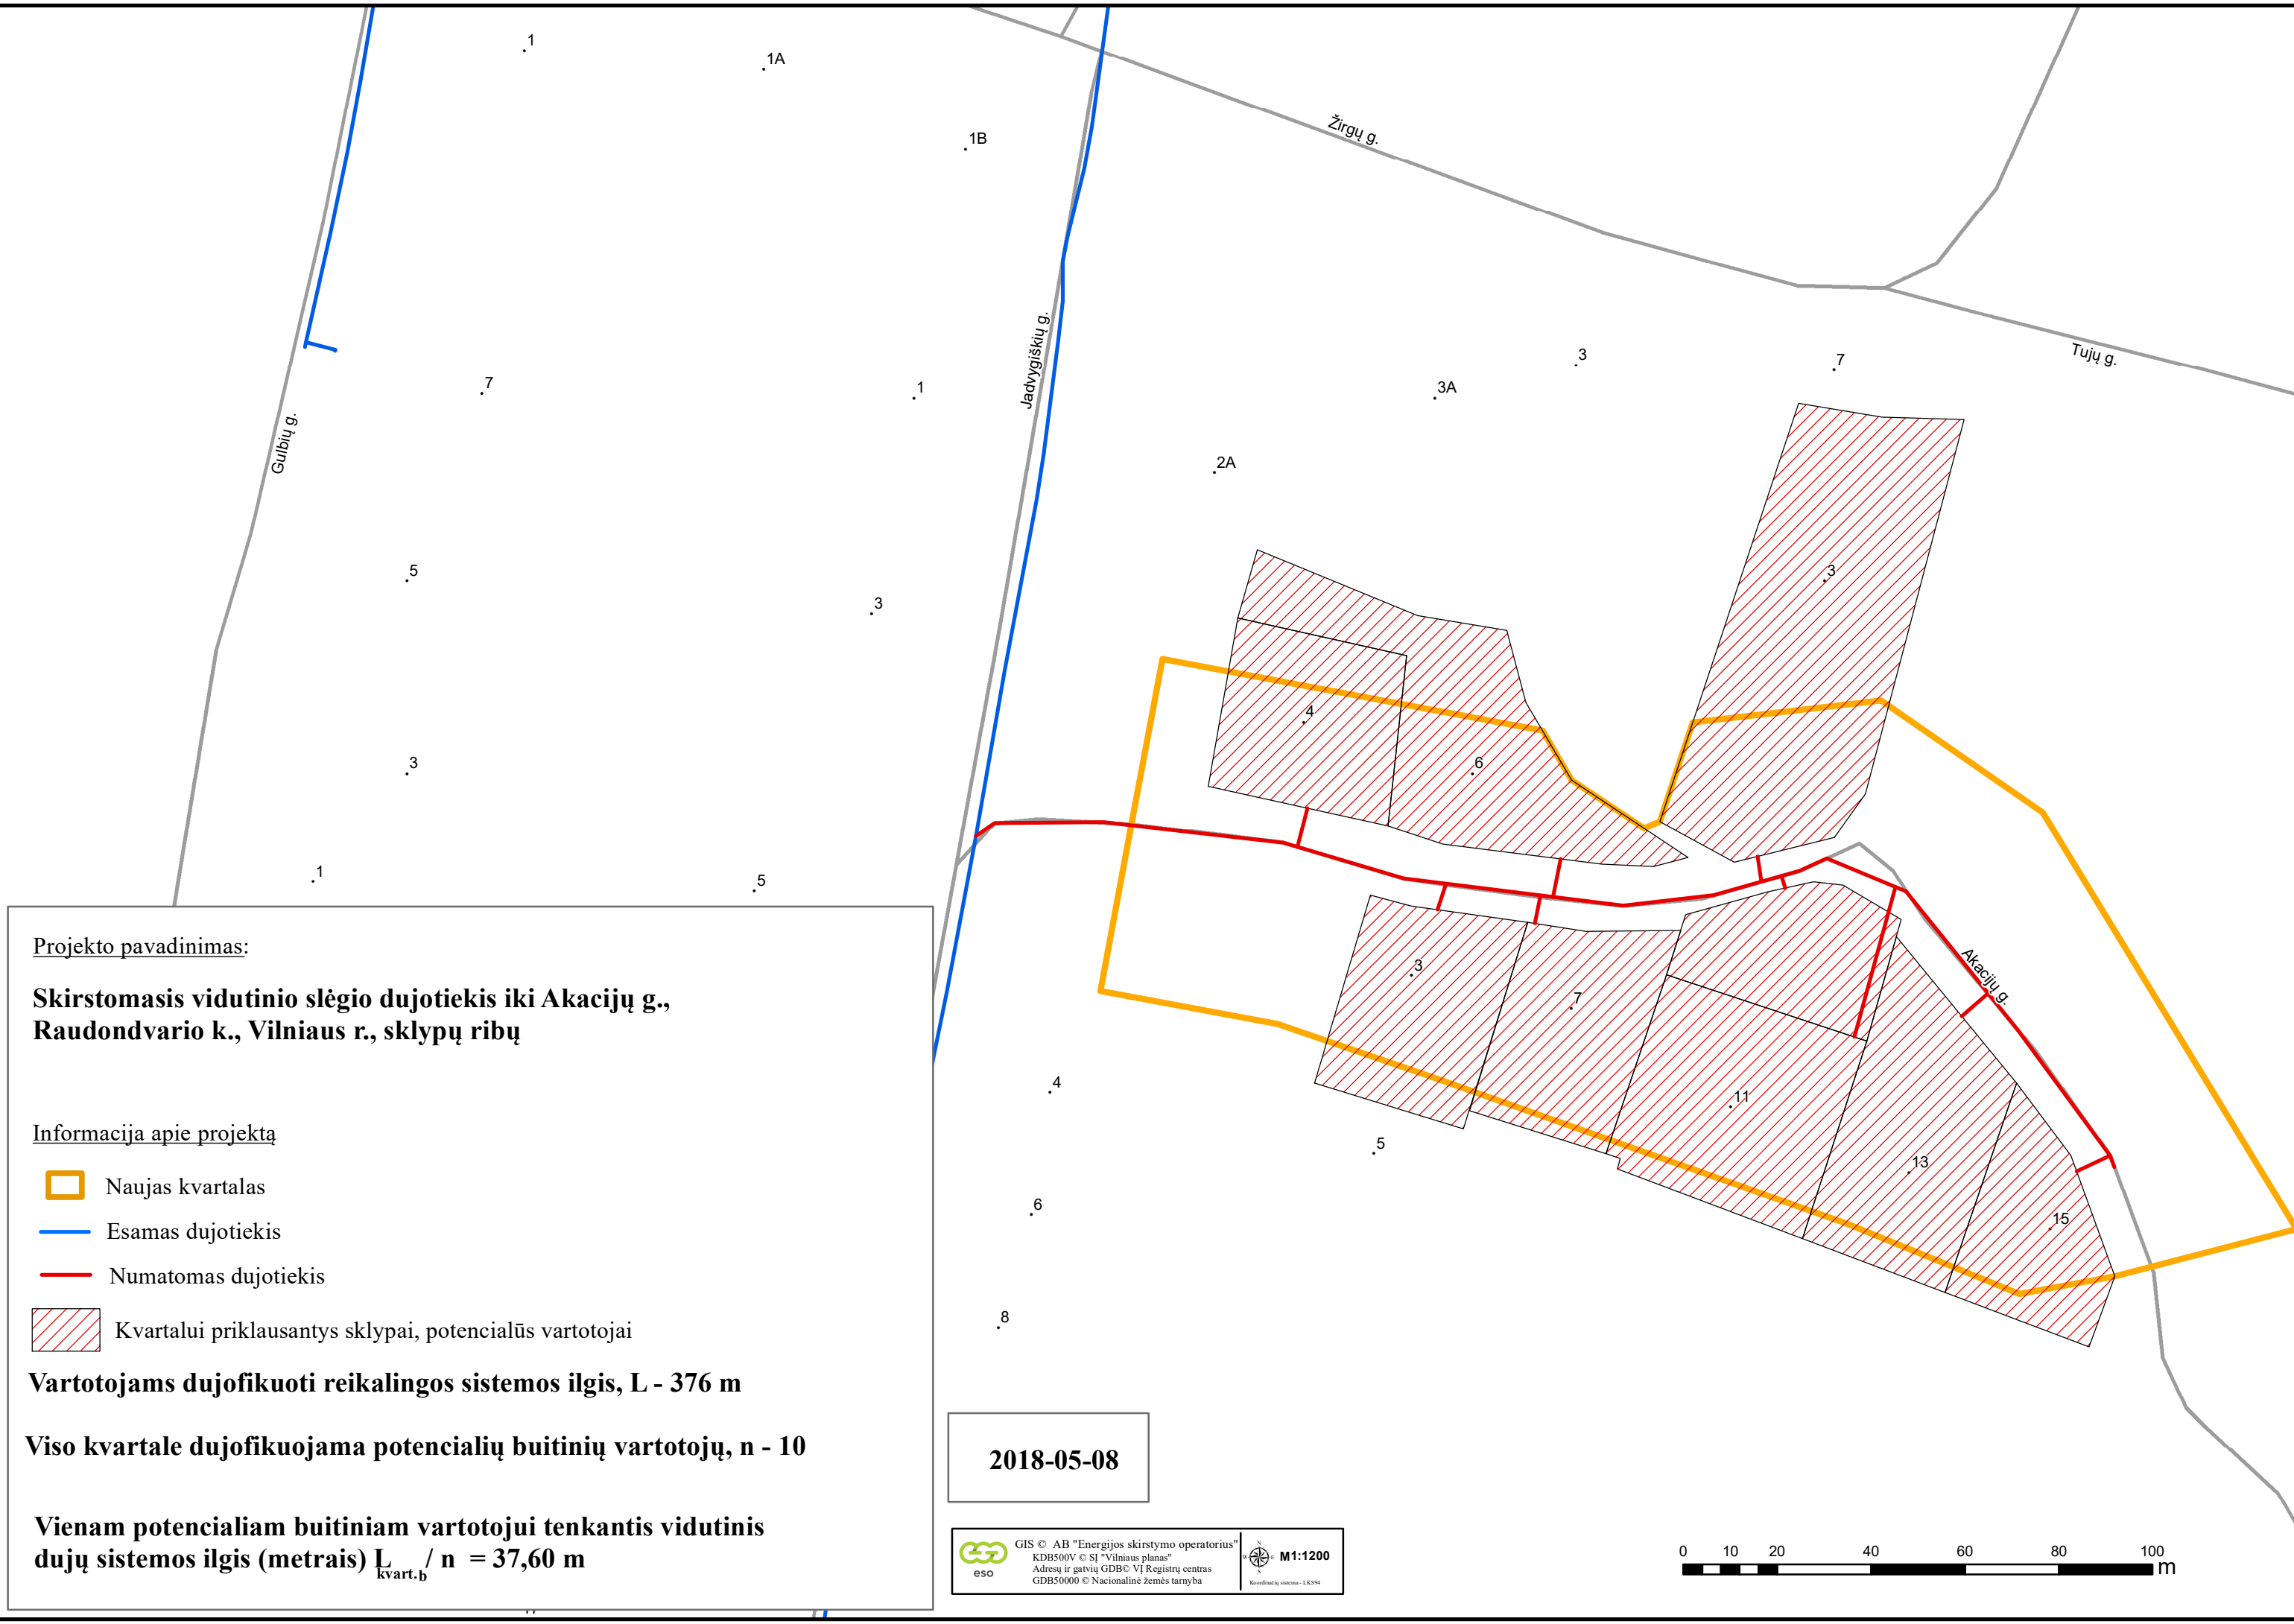 1
1A
1B
Žirgų g.
Tujų g.
Jadvygiškių g.
Gulbių g.
7
1
3
3A
7
2A
5
3
3
4
6
3
1
5
3
7
11
13
15
Akacijų g.
4
5
6
8
Projekto pavadinimas:
Skirstomasis vidutinio slėgio dujotiekis iki Akacijų g.,
Raudondvario k., Vilniaus r., sklypų ribų
Informacija apie projektą
Naujas kvartalas
Esamas dujotiekis
Numatomas dujotiekis
Kvartalui priklausantys sklypai, potencialūs vartotojai
Vartotojams dujofikuoti reikalingos sistemos ilgis, L - 376 m
Viso kvartale dujofikuojama potencialių buitinių vartotojų, n - 10
Vienam potencialiam buitiniam vartotojui tenkantis vidutinis
dujų sistemos ilgis (metrais) L kvart.b / n = 37,60 m
2018-05-08
eso
GIS © AB "Energijos skirstymo operatorius"
KDB500V © SĮ "Vilniaus planas"
Adresų ir gatvių GDB© VĮ Registrų centras
GDB50000 © Nacionalinė žemės tarnyba
N
W E
S
M1:1200
Koordinačių sistema - LKS94
0 10 20 40 60 80 100
m